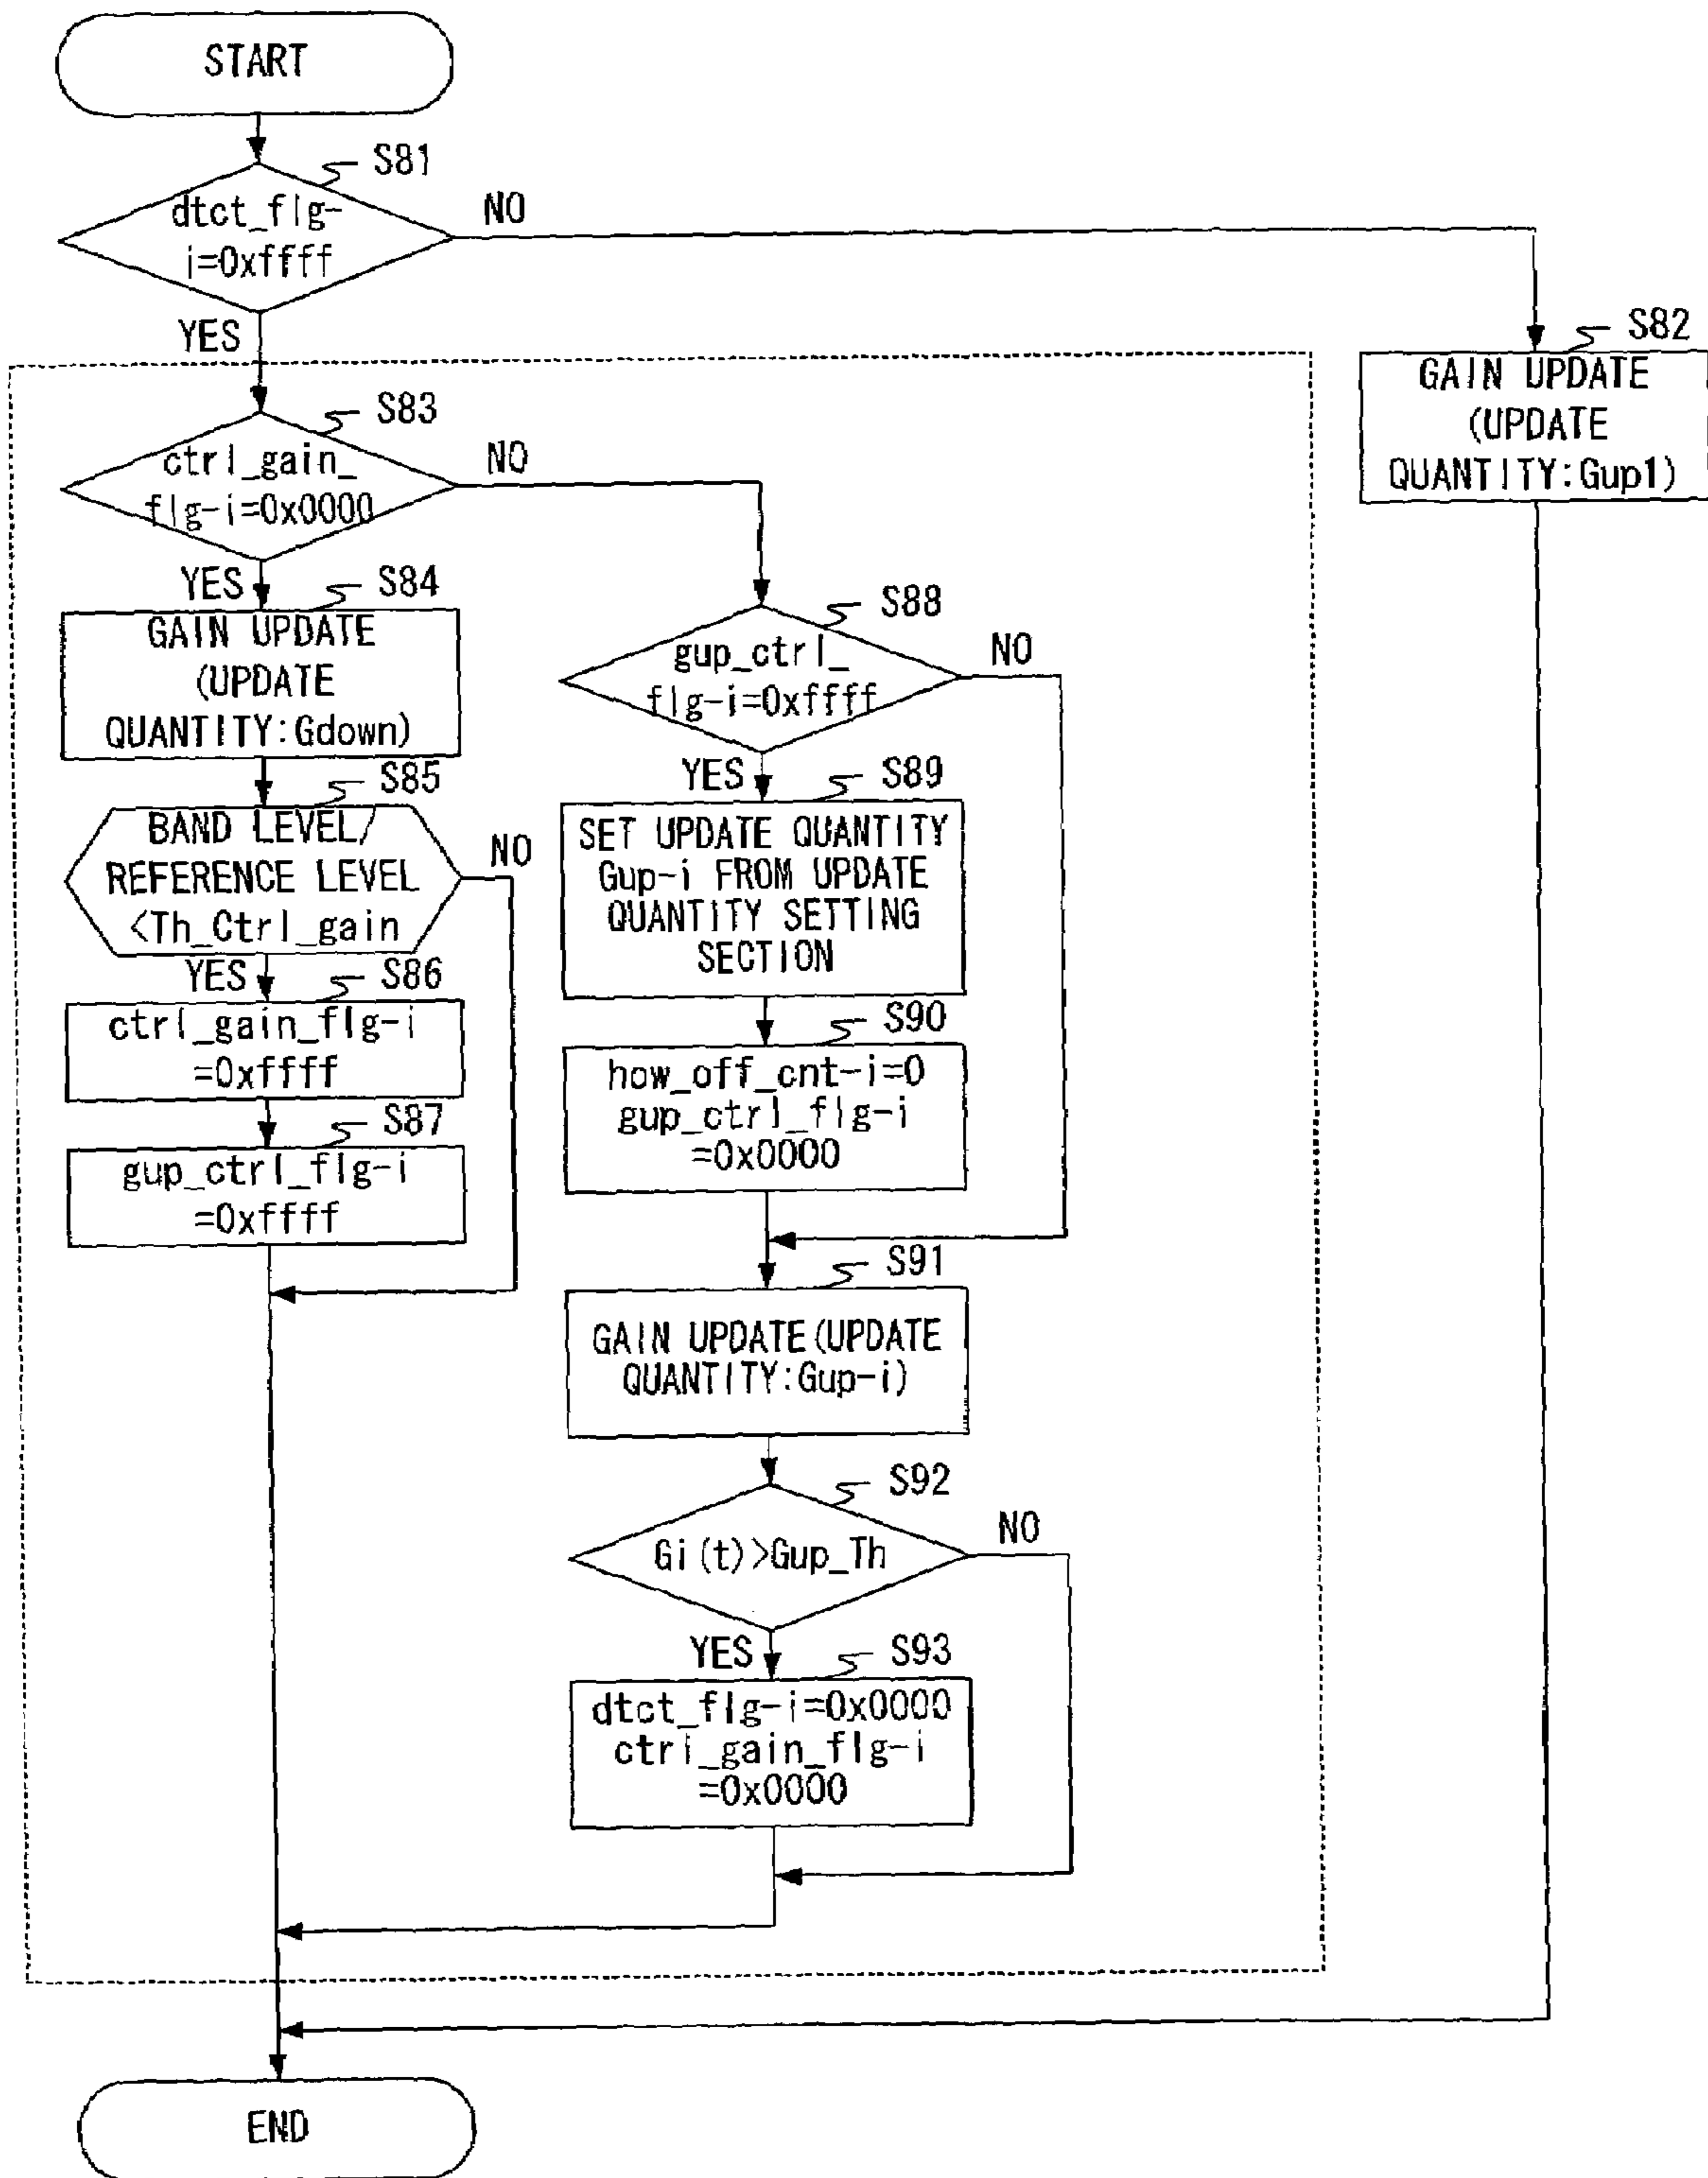 START
S81
dtct_flg-
i=0xffff
NO
YES
S82
GAIN UPDATE
(UPDATE
QUANTITY:Gup1)
S83
ctrl_gain_
flg-i=0x0000
NO
YES
S84
GAIN UPDATE
(UPDATE
QUANTITY:Gdown)
S85
BAND LEVEL/
REFERENCE LEVEL
<Th_Ctrl_gain
NO
YES
S86
ctrl_gain_flg-i
=0xffff
S87
gup_ctrl_flg-i
=0xffff
S88
gup_ctrl_
flg-i=0xffff
NO
YES
S89
SET UPDATE QUANTITY
Gup-i FROM UPDATE
QUANTITY SETTING
SECTION
S90
how_off_cnt-i=0
gup_ctrl_flg-i
=0x0000
S91
GAIN UPDATE(UPDATE
QUANTITY:Gup-i)
S92
Gi(t)>Gup_Th
NO
YES
S93
dtct_flg-i=0x0000
ctrl_gain_flg-i
=0x0000
END